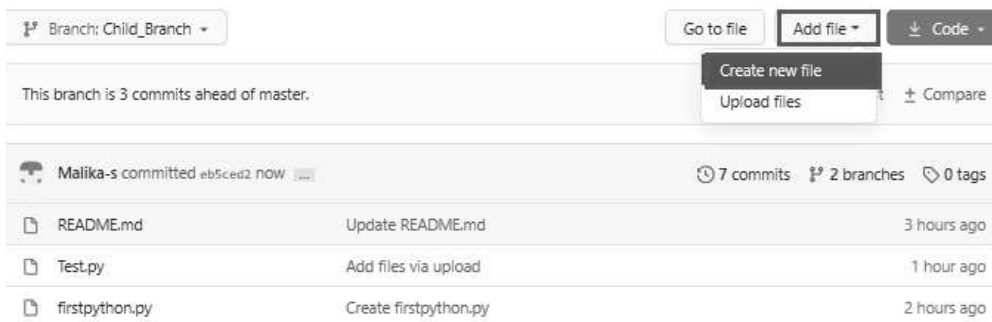 Branch: Child_Branch Go to file Add file Code
Create new file
Upload files
This branch is 3 commits ahead of master. Compare
Malika-s committed eb5ced2 now ... 7 commits 2 branches 0 tags
README.md Update README.md 3 hours ago
Test.py Add files via upload 1 hour ago
firstpython.py Create firstpython.py 2 hours ago